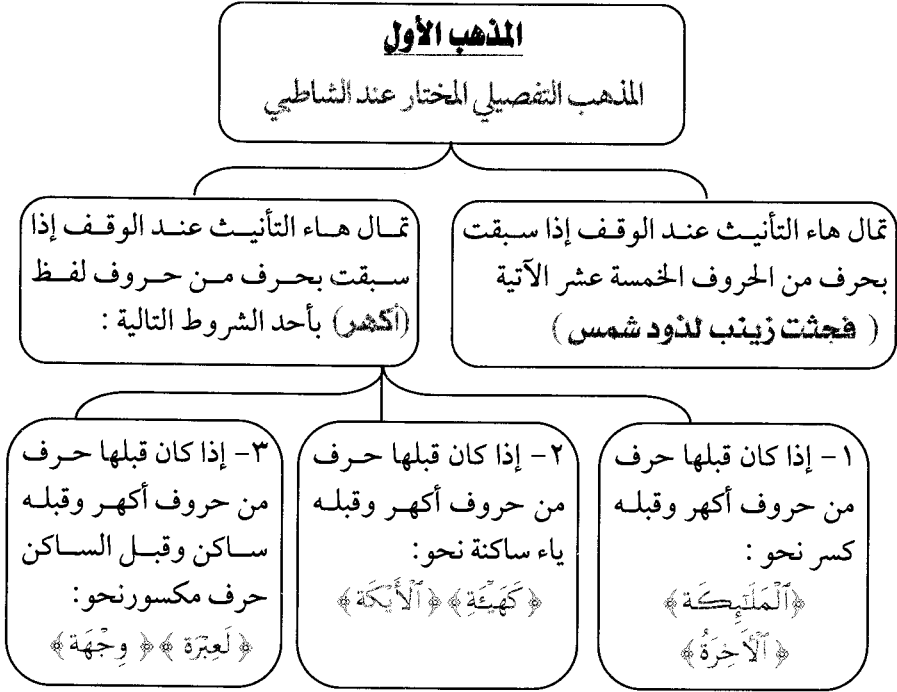 المذهب الأول
المذهب التفصيلي المختار عند الشاطبي
تمال هاء التأنيث عند الوقف إذا سبقت
بحرف من الحروف الخمسة عشر الآتية
( فجثت زينب لذود شمس )
تمال هاء التأنيث عند الوقف إذا
سبقت بحرف من حروف لفظ
(أكهر) بأحد الشروط التالية :
١- إذا كان قبلها حرف
من حروف أكهر وقبله
كسر نحو :
﴿ٱلْمَلَٰٓئِكَة﴾
﴿ٱلْأَخِرَةُ﴾
٢- إذا كان قبلها حرف
من حروف أكهر وقبله
ياء ساكنة نحو:
﴿كَهَيْـَٔةِ﴾ ﴿ٱلْأَيْكَة﴾
٣- إذا كان قبلها حرف
من حروف أكهر وقبله
ساكن وقبل الساكن
حرف مكسور نحو:
﴿لَعِبْرَة﴾ ﴿وِجْهَة﴾